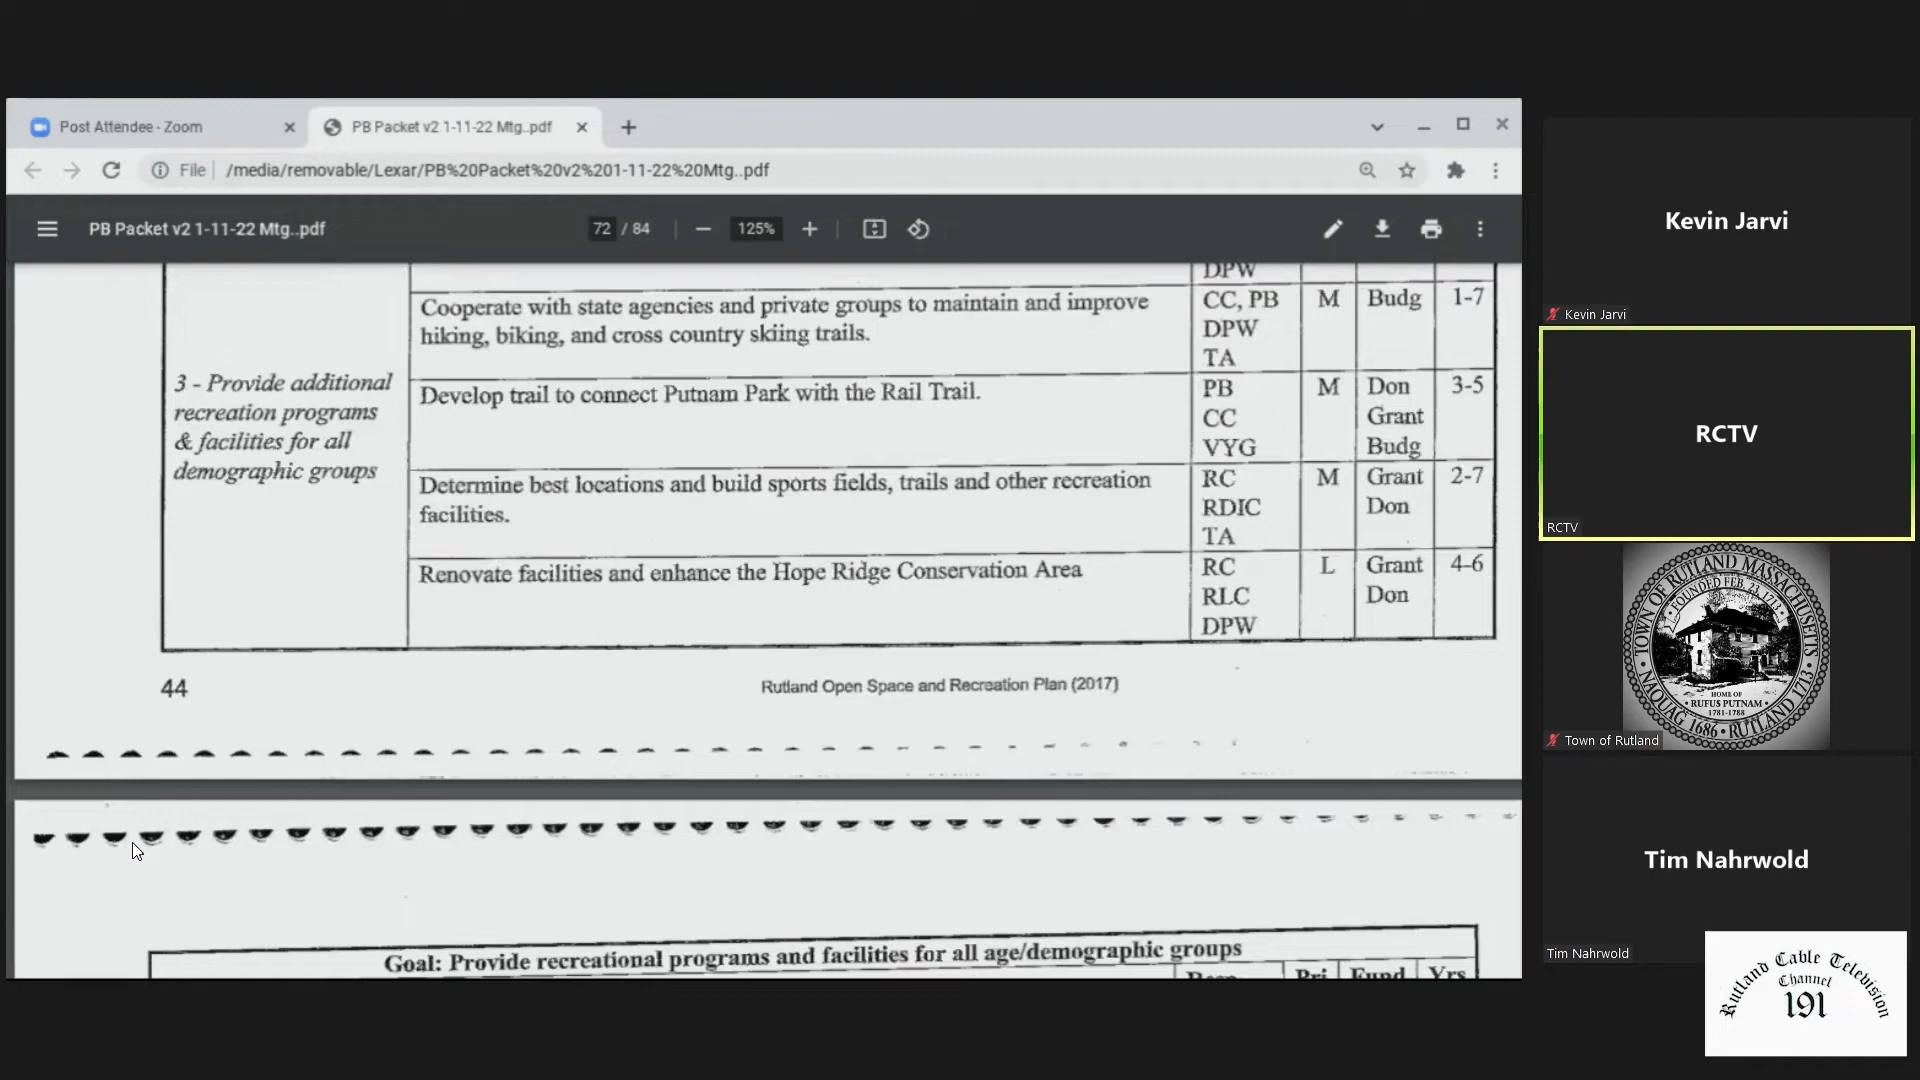 Post Attendee - Zoom
PB Packet v2 1-11-22 Mtg..pdf
File
/media/removable/Lexar/PB%20Packet%20v2%201-11-22%20Mtg..pdf
PB Packet v2 1-11-22 Mtg..pdf
72 / 84
125%
DPW
Cooperate with state agencies and private groups to maintain and improve
hiking, biking, and cross country skiing trails.
CC, PB
DPW
TA
M
Budg
1-7
3 - Provide additional
recreation programs
& facilities for all
demographic groups
Develop trail to connect Putnam Park with the Rail Trail.
PB
CC
VYG
M
Don
Grant
Budg
3-5
Determine best locations and build sports fields, trails and other recreation
facilities.
RC
RDIC
TA
M
Grant
Don
2-7
Renovate facilities and enhance the Hope Ridge Conservation Area
RC
RLC
DPW
L
Grant
Don
4-6
44
Rutland Open Space and Recreation Plan (2017)
Goal: Provide recreational programs and facilities for all age/demographic groups
Pri
Fund
Yrs
Kevin Jarvi
Kevin Jarvi
RCTV
RCTV
TOWN OF RUTLAND MASSACHUSETTS
FOUNDED FEB. 23, 1713
HOME OF
• RUFUS PUTNAM •
1781-1788
NAQUAG 1686 • RUTLAND 1713
Town of Rutland
Tim Nahrwold
Tim Nahrwold
Rutland Cable Television
Channel
191